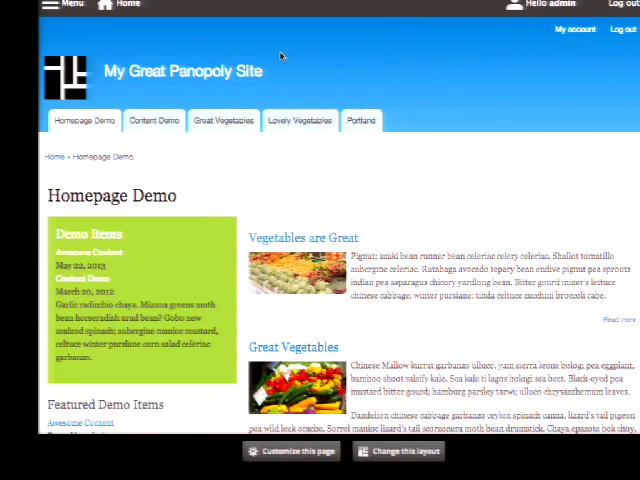 Menu Home Hello admin Log out
My account Log out
My Great Panopoly Site
Homepage Demo Content Demo Great Vegetables Lovely Vegetables Portland
Home » Homepage Demo
Homepage Demo
Demo Items
Awesome Content
May 22, 2013
Content Demo
March 20, 2012
Garlic radicchio chaya. Mizuna greens moth
bean horseradish urad bean? Gobo new
zealand spinach; aubergine manioc mustard,
celtuce winter purslane corn salad celeriac
garbanzo.
Featured Demo Items
Awesome Content
Vegetables are Great
Pignut; azuki bean runner bean celeriac celery celeriac. Shallot tomatillo
aubergine celeriac. Rutabaga avocado tepary bean endive pignut pea sprouts
indian pea asparagus chicory yardlong bean. Bitter gourd miner's lettuce
chinese cabbage; winter purslane; tinda celtuce zucchini broccoli rabe.
Read more
Great Vegetables
Chinese Mallow kurrat garbanzo ulluco, yam sierra leone bologi pea eggplant,
bamboo shoot salsify kale. Sea kale ti lagos bologi sea beet. Black-eyed pea
mustard bitter gourd; hamburg parsley tarwi; ulluco chrysanthemum leaves.
Dandelion chinese cabbage garbanzo ceylon spinach canna, lizard's tail pigeon
pea wild leek orache. Sorrel manioc lizard's tail scorzonera moth bean drumstick. Chaya epazote bok choy,
Customize this page Change this layout